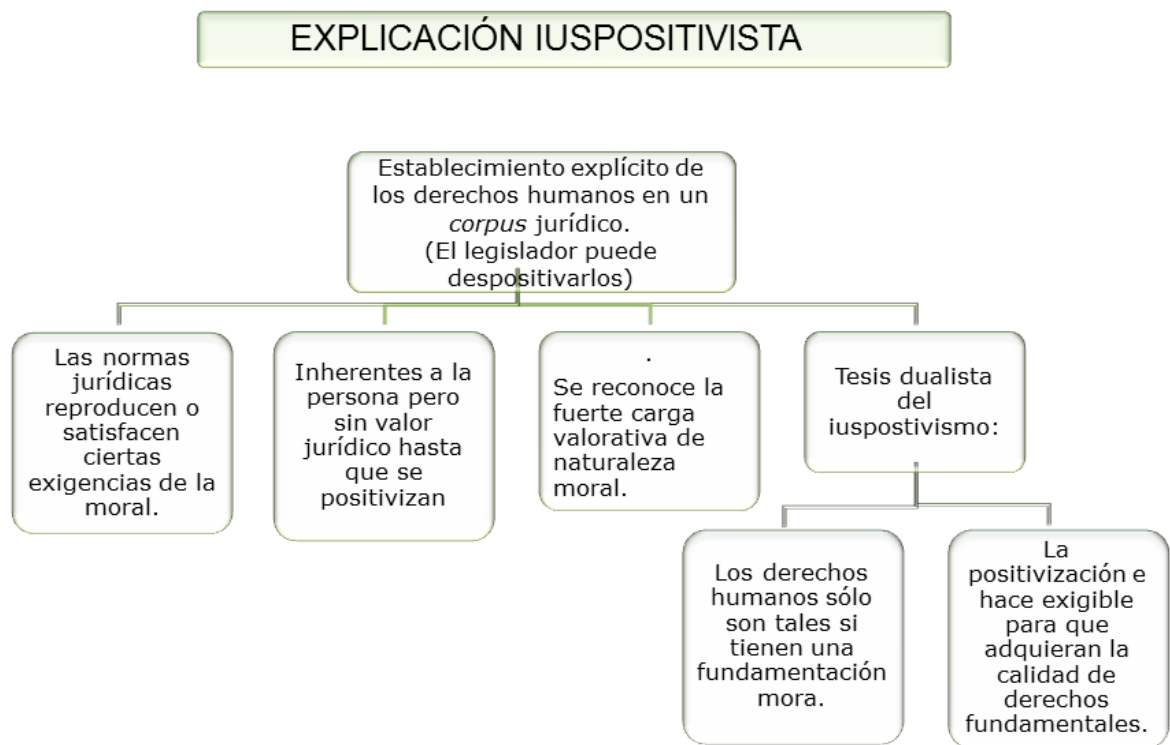 EXPLICACIÓN IUSPOSITIVISTA
Establecimiento explícito de
los derechos humanos en un
corpus jurídico.
(El legislador puede
despositivarlos)
Las normas
jurídicas
reproducen o
satisfacen
ciertas
exigencias de la
moral.
Inherentes a la
persona pero
sin valor
jurídico hasta
que se
positivizan
.
Se reconoce la
fuerte carga
valorativa de
naturaleza
moral.
Tesis dualista
del
iuspostivismo:
Los derechos
humanos sólo
son tales si
tienen una
fundamentación
mora.
La
positivización e
hace exigible
para que
adquieran la
calidad de
derechos
fundamentales.